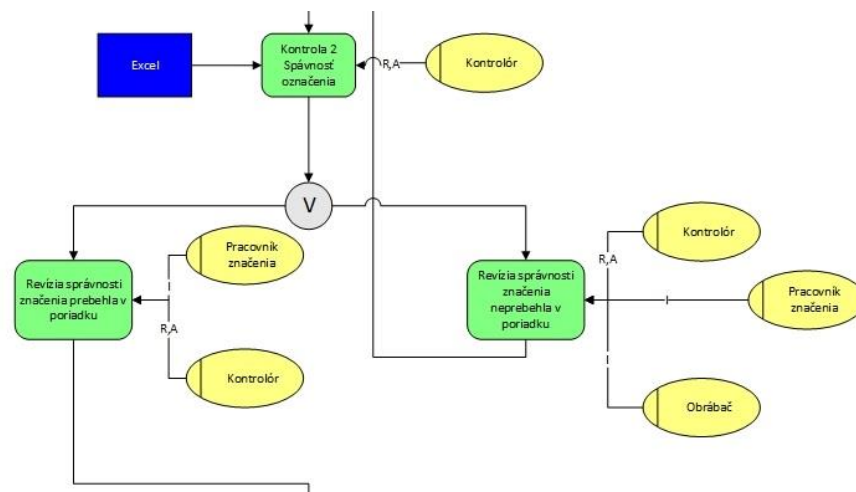 Excel
Kontrola 2
Spávnosť
označenia
R,A
Kontrolór
V
Revízia správnosti
značenia prebehla v
poriadku
Pracovník
značenia
I
R,A
Kontrolór
Revízia správnosti
značenia
neprebehla v
poriadku
Kontrolór
R,A
I
Pracovník
značenia
I
Obrábač